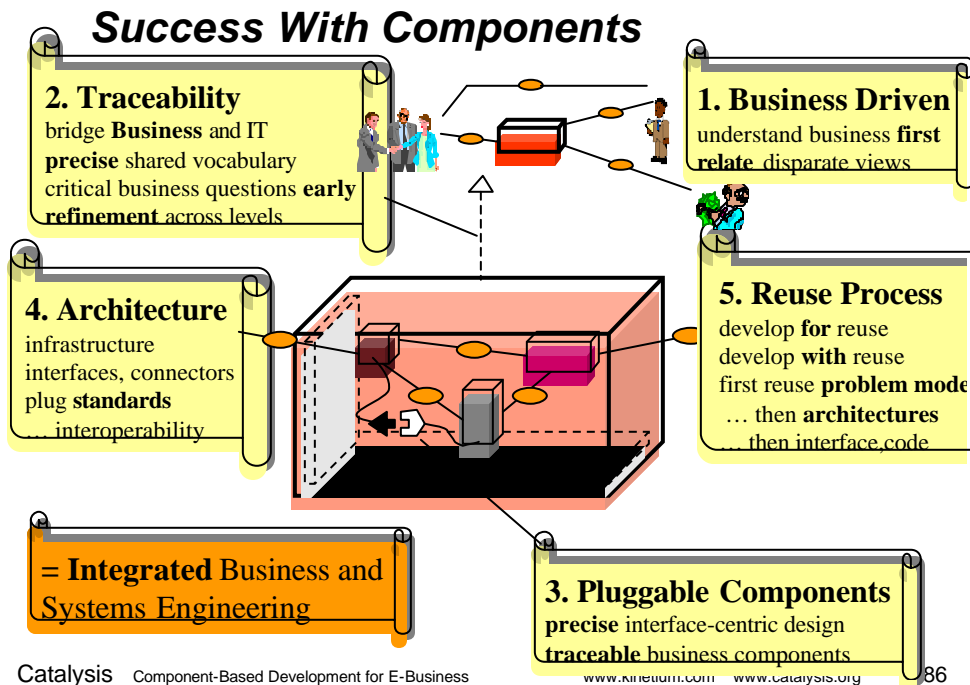 Success With Components
2. Traceability
bridge Business and IT
precise shared vocabulary
critical business questions early
refinement across levels
1. Business Driven
understand business first
relate disparate views
4. Architecture
infrastructure
interfaces, connectors
plug standards
… interoperability
5. Reuse Process
develop for reuse
develop with reuse
first reuse problem mode
… then architectures
… then interface,code
= Integrated Business and
Systems Engineering
3. Pluggable Components
precise interface-centric design
traceable business components
Catalysis Component-Based Development for E-Business www.kinetium.com www.catalysis.org 86